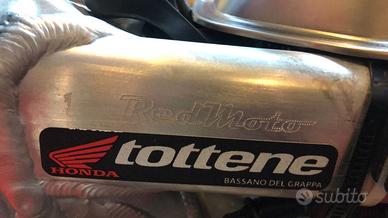 RedMoto
HONDA
tottene
BASSANO DEL GRAPPA
subito